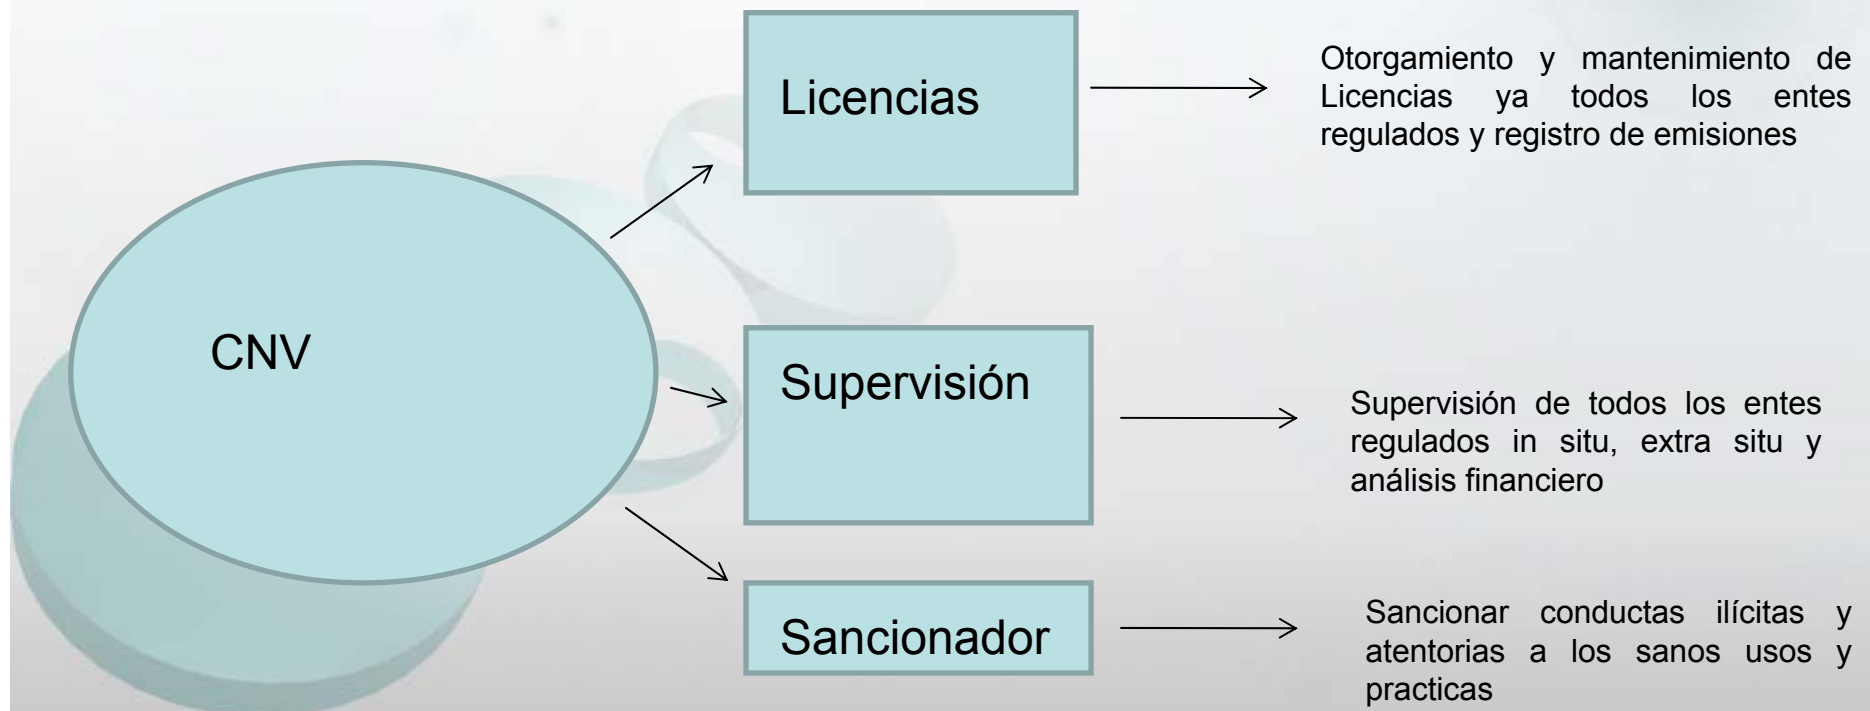 CNV
Licencias
Otorgamiento y mantenimiento de
Licencias ya todos los entes
regulados y registro de emisiones
Supervisión
Supervisión de todos los entes
regulados in situ, extra situ y
análisis financiero
Sancionador
Sancionar conductas ilícitas y
atentorias a los sanos usos y
practicas